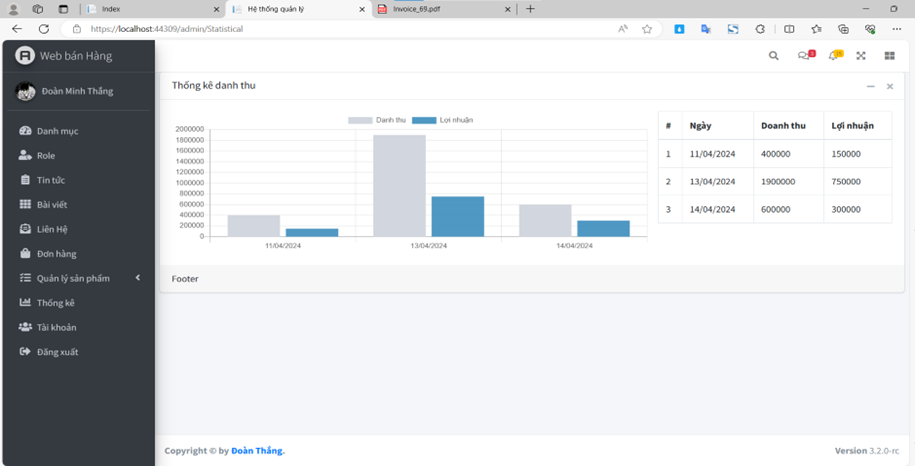 Index
Hệ thống quản lý
Invoice_69.pdf
https://localhost:44309/admin/Statistical
Web bán Hàng
Đoàn Minh Thắng
Danh mục
Role
Tin tức
Bài viết
Liên Hệ
Đơn hàng
Quản lý sản phẩm
Thống kê
Tài khoản
Đăng xuất
Thống kê danh thu
Danh thu Lợi nhuận
2000000
1800000
1600000
1400000
1200000
1000000
800000
600000
400000
200000
0
11/04/2024 13/04/2024 14/04/2024
# Ngày Doanh thu Lợi nhuận
1 11/04/2024 400000 150000
2 13/04/2024 1900000 750000
3 14/04/2024 600000 300000
Footer
Copyright © by Đoàn Thắng.
Version 3.2.0-rc